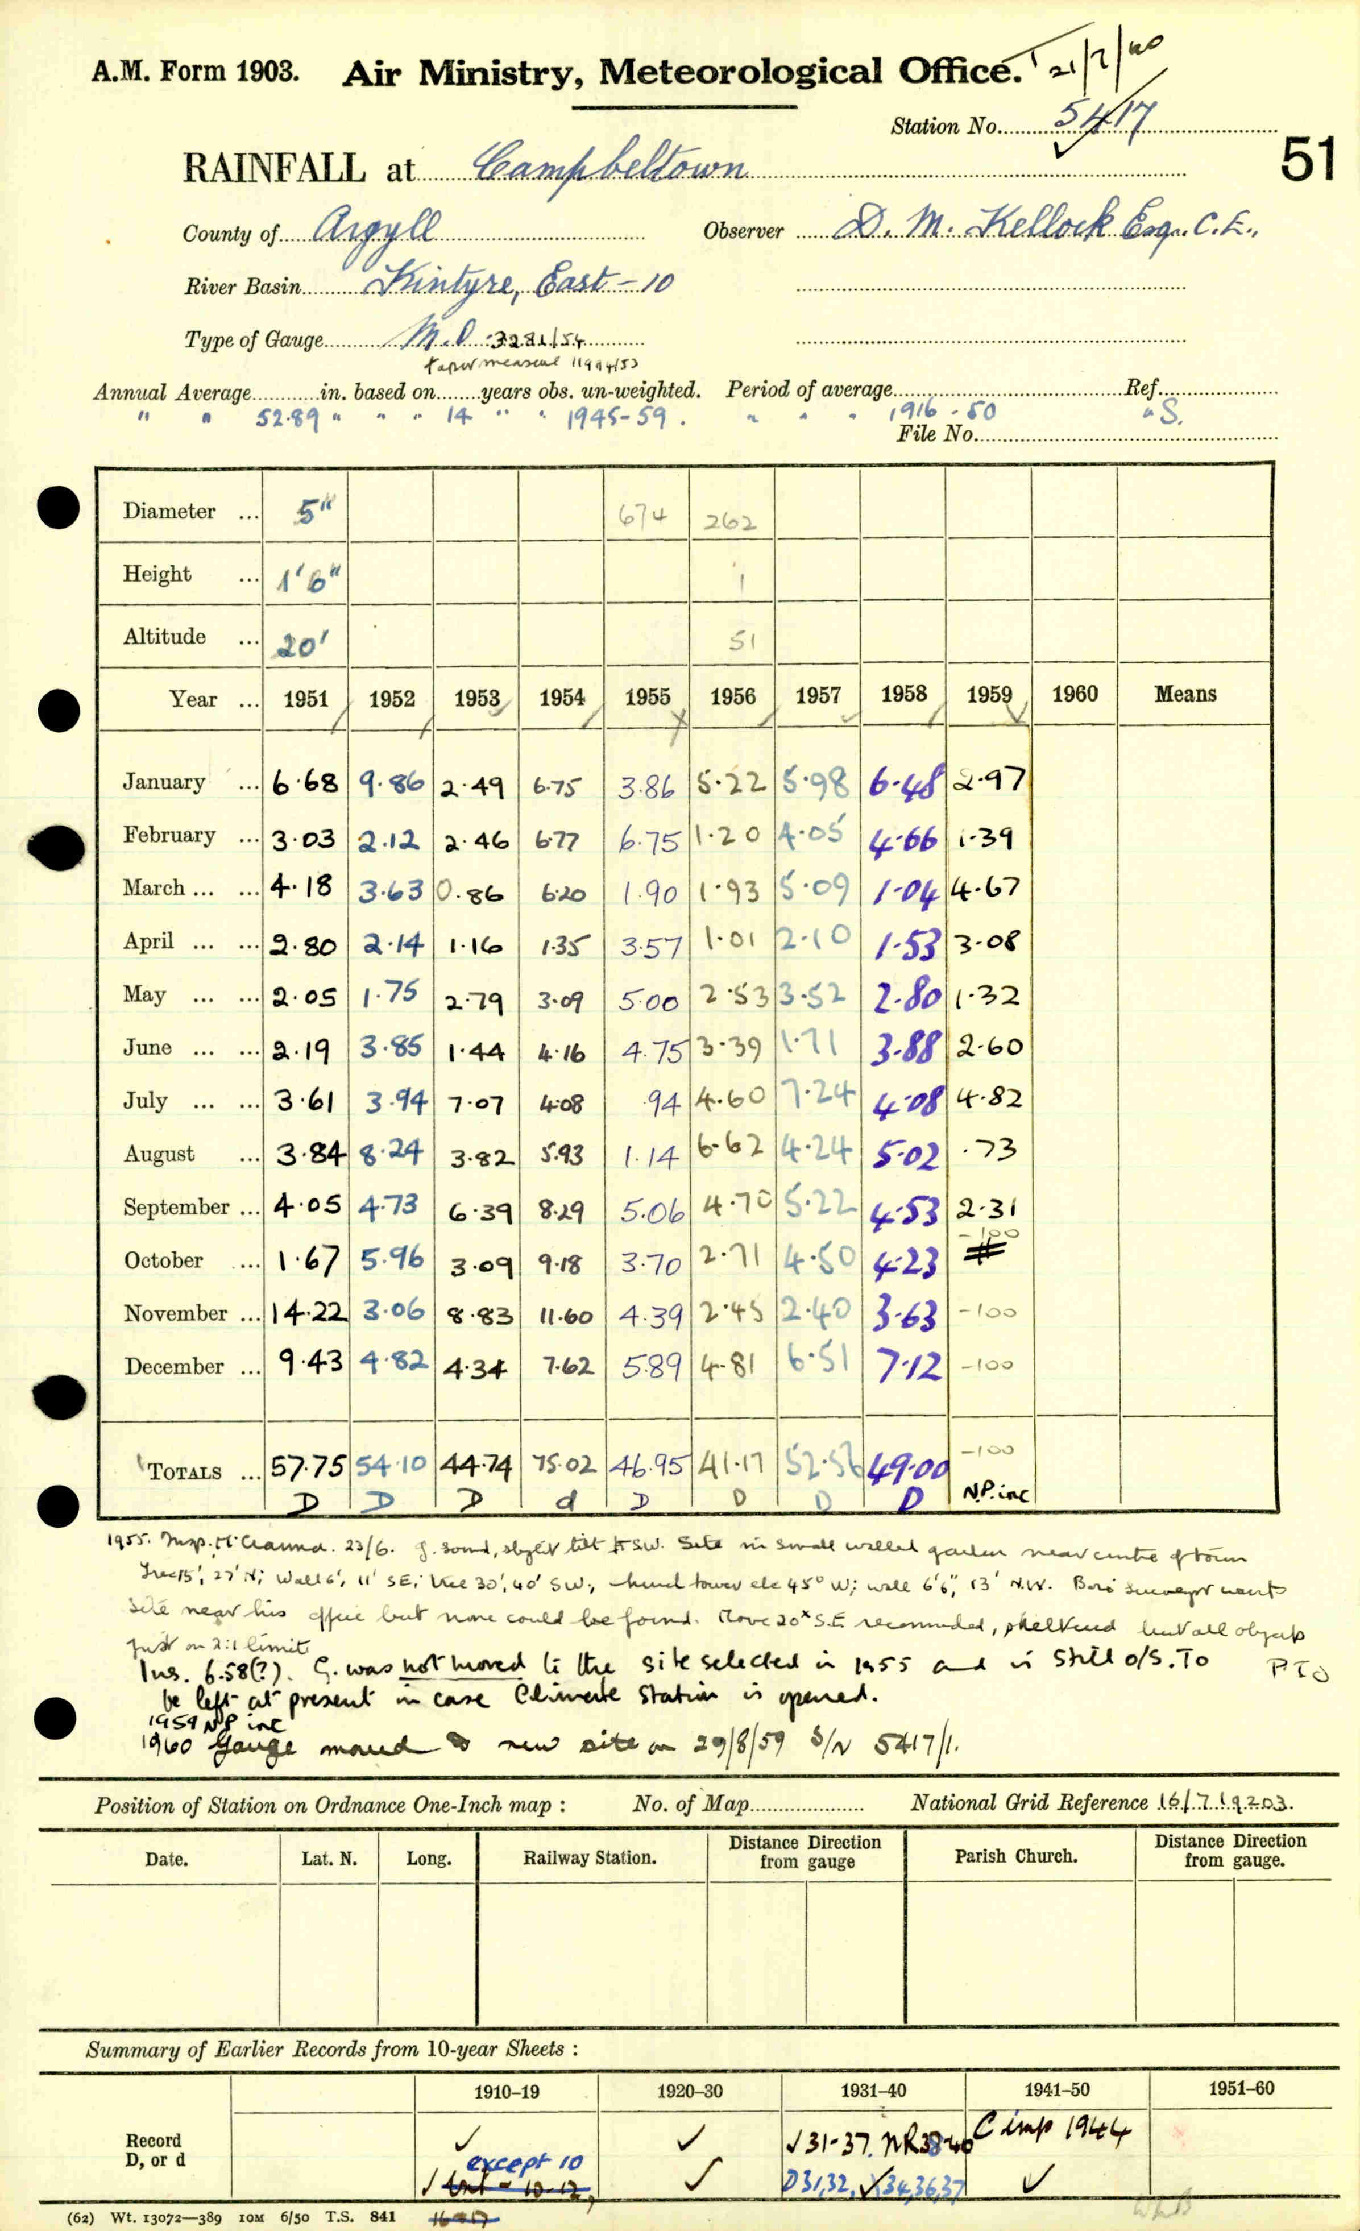 A.M. Form 1903. Air Ministry, Meteorological Office. 21/7/60
Station No. 5417
51
RAINFALL at Campbeltown
County of Argyll Observer D. M. Kellock Esq. C.E.,
River Basin Kintyre, East - 10
Type of Gauge M.O. 3281/54
taper measure 11994/53
Annual Average in. based on years obs. un-weighted. Period of average Ref.
" " 52.89 " " " 14 " " 1945-59. " " " 1916-50 "S.
File No.
Diameter ... 5" 674 262
Height ... 1'6" 1
Altitude ... 20' 51
Year ... 1951 1952 1953 1954 1955 1956 1957 1958 1959 1960 Means
January ... 6.68 9.86 2.49 6.75 3.86 5.22 5.98 6.48 2.97
February ... 3.03 2.12 2.46 6.77 6.75 1.20 4.05 4.66 1.39
March ... ... 4.18 3.63 0.86 6.20 1.90 1.93 5.09 1.04 4.67
April ... ... 2.80 2.14 1.16 1.35 3.57 1.01 2.10 1.53 3.08
May ... ... 2.05 1.75 2.79 3.09 5.00 2.53 3.52 2.80 1.32
June ... ... 2.19 3.85 1.44 4.16 4.75 3.39 1.71 3.88 2.60
July ... ... 3.61 3.94 7.07 4.08 .94 4.60 7.24 4.08 4.82
August ... 3.84 8.24 3.82 5.93 1.14 6.62 4.24 5.02 .73
September ... 4.05 4.73 6.39 8.29 5.06 4.70 5.22 4.53 2.31
October ... 1.67 5.96 3.09 9.18 3.70 2.71 4.50 4.23 -100
November ... 14.22 3.06 8.83 11.60 4.39 2.45 2.40 3.63 -100
December ... 9.43 4.82 4.34 7.62 5.89 4.81 6.51 7.12 -100
TOTALS ... 57.75 54.10 44.74 75.02 46.95 41.17 52.56 49.00 -100
D D D d D D D D N.P. inc
1955. Insp. 23/6. G. sound, slight tilt to SW. Site in small walled garden near centre of town
Tree 15', 27' N; Wall 6', 11' SE; tree 30', 40' SW; church tower ele 45° W; wall 6'6", 13' N.W. Boro' Surveyor wants
site near his office but none could be found. Move 20 S.E recommended, sheltered but all objects
just on 2:1 limit
Ins. 6.58(?). G. was not moved to the site selected in 1955 and is still o/s. To PTO
be left at present in case Climate Station is opened.
1959 NP inc
1960 Gauge moved to new site on 29/8/59 S/N 5417/1.
Position of Station on Ordnance One-Inch map : No. of Map National Grid Reference 16/719203.
Date. Lat. N. Long. Railway Station. Distance Direction from gauge Parish Church. Distance Direction from gauge.
Summary of Earlier Records from 10-year Sheets :
1910–19 1920–30 1931–40 1941–50 1951–60
Record ✓ ✓ ✓31-37. NR38-40 C imp 1944
D, or d ✓ except 10 ✓ D31,32, 34,36,37 ✓
(62) Wt. 13072—389 10M 6/50 T.S. 841